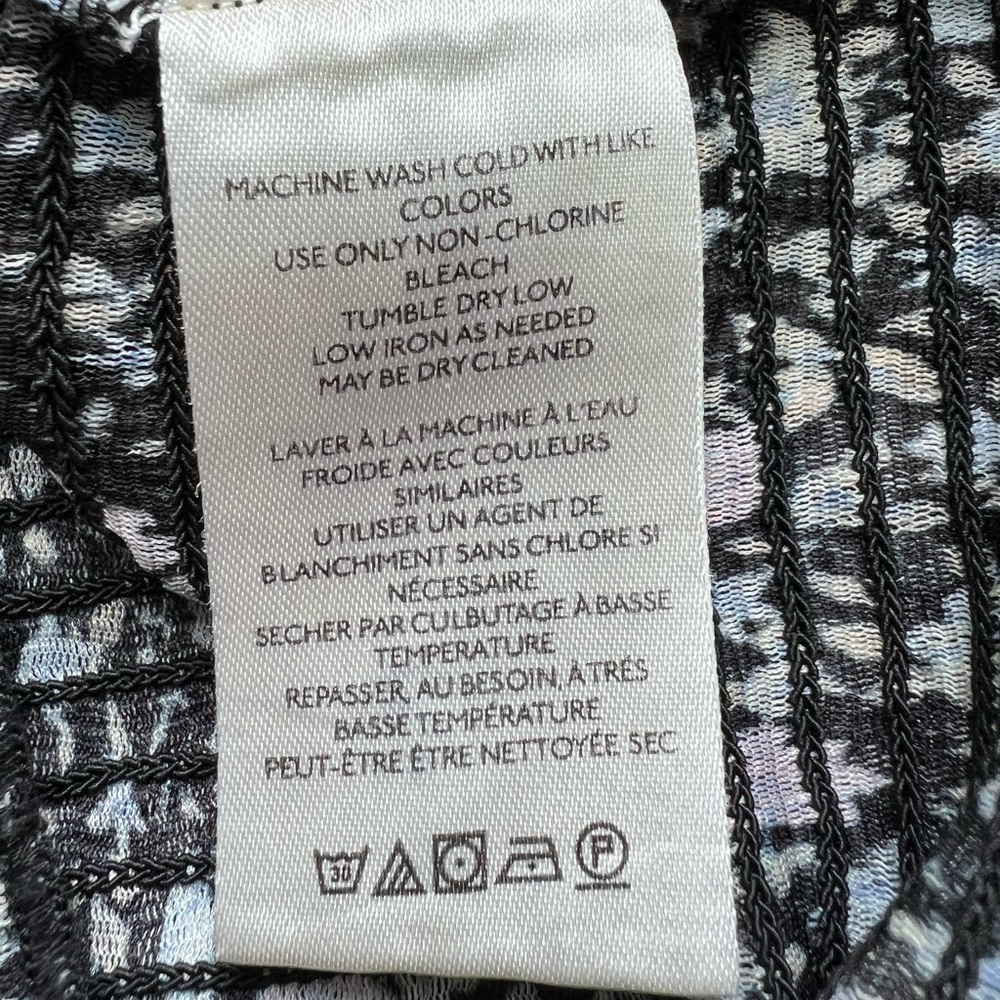 MACHINE WASH COLD WITH LIKE
COLORS
USE ONLY NON-CHLORINE
BLEACH
TUMBLE DRY LOW
LOW IRON AS NEEDED
MAY BE DRY CLEANED
LAVER À LA MACHINE À L'EAU
FROIDE AVEC COULEURS
SIMILAIRES
UTILISER UN AGENT DE
BLANCHIMENT SANS CHLORE SI
NÉCESSAIRE
SECHER PAR CULBUTAGE À BASSE
TEMPERATURE
REPASSER, AU BESOIN, À TRÉS
BASSE TEMPÉRATURE
PEUT-ÊTRE ÊTRE NETTOYÉE SEC
30 P